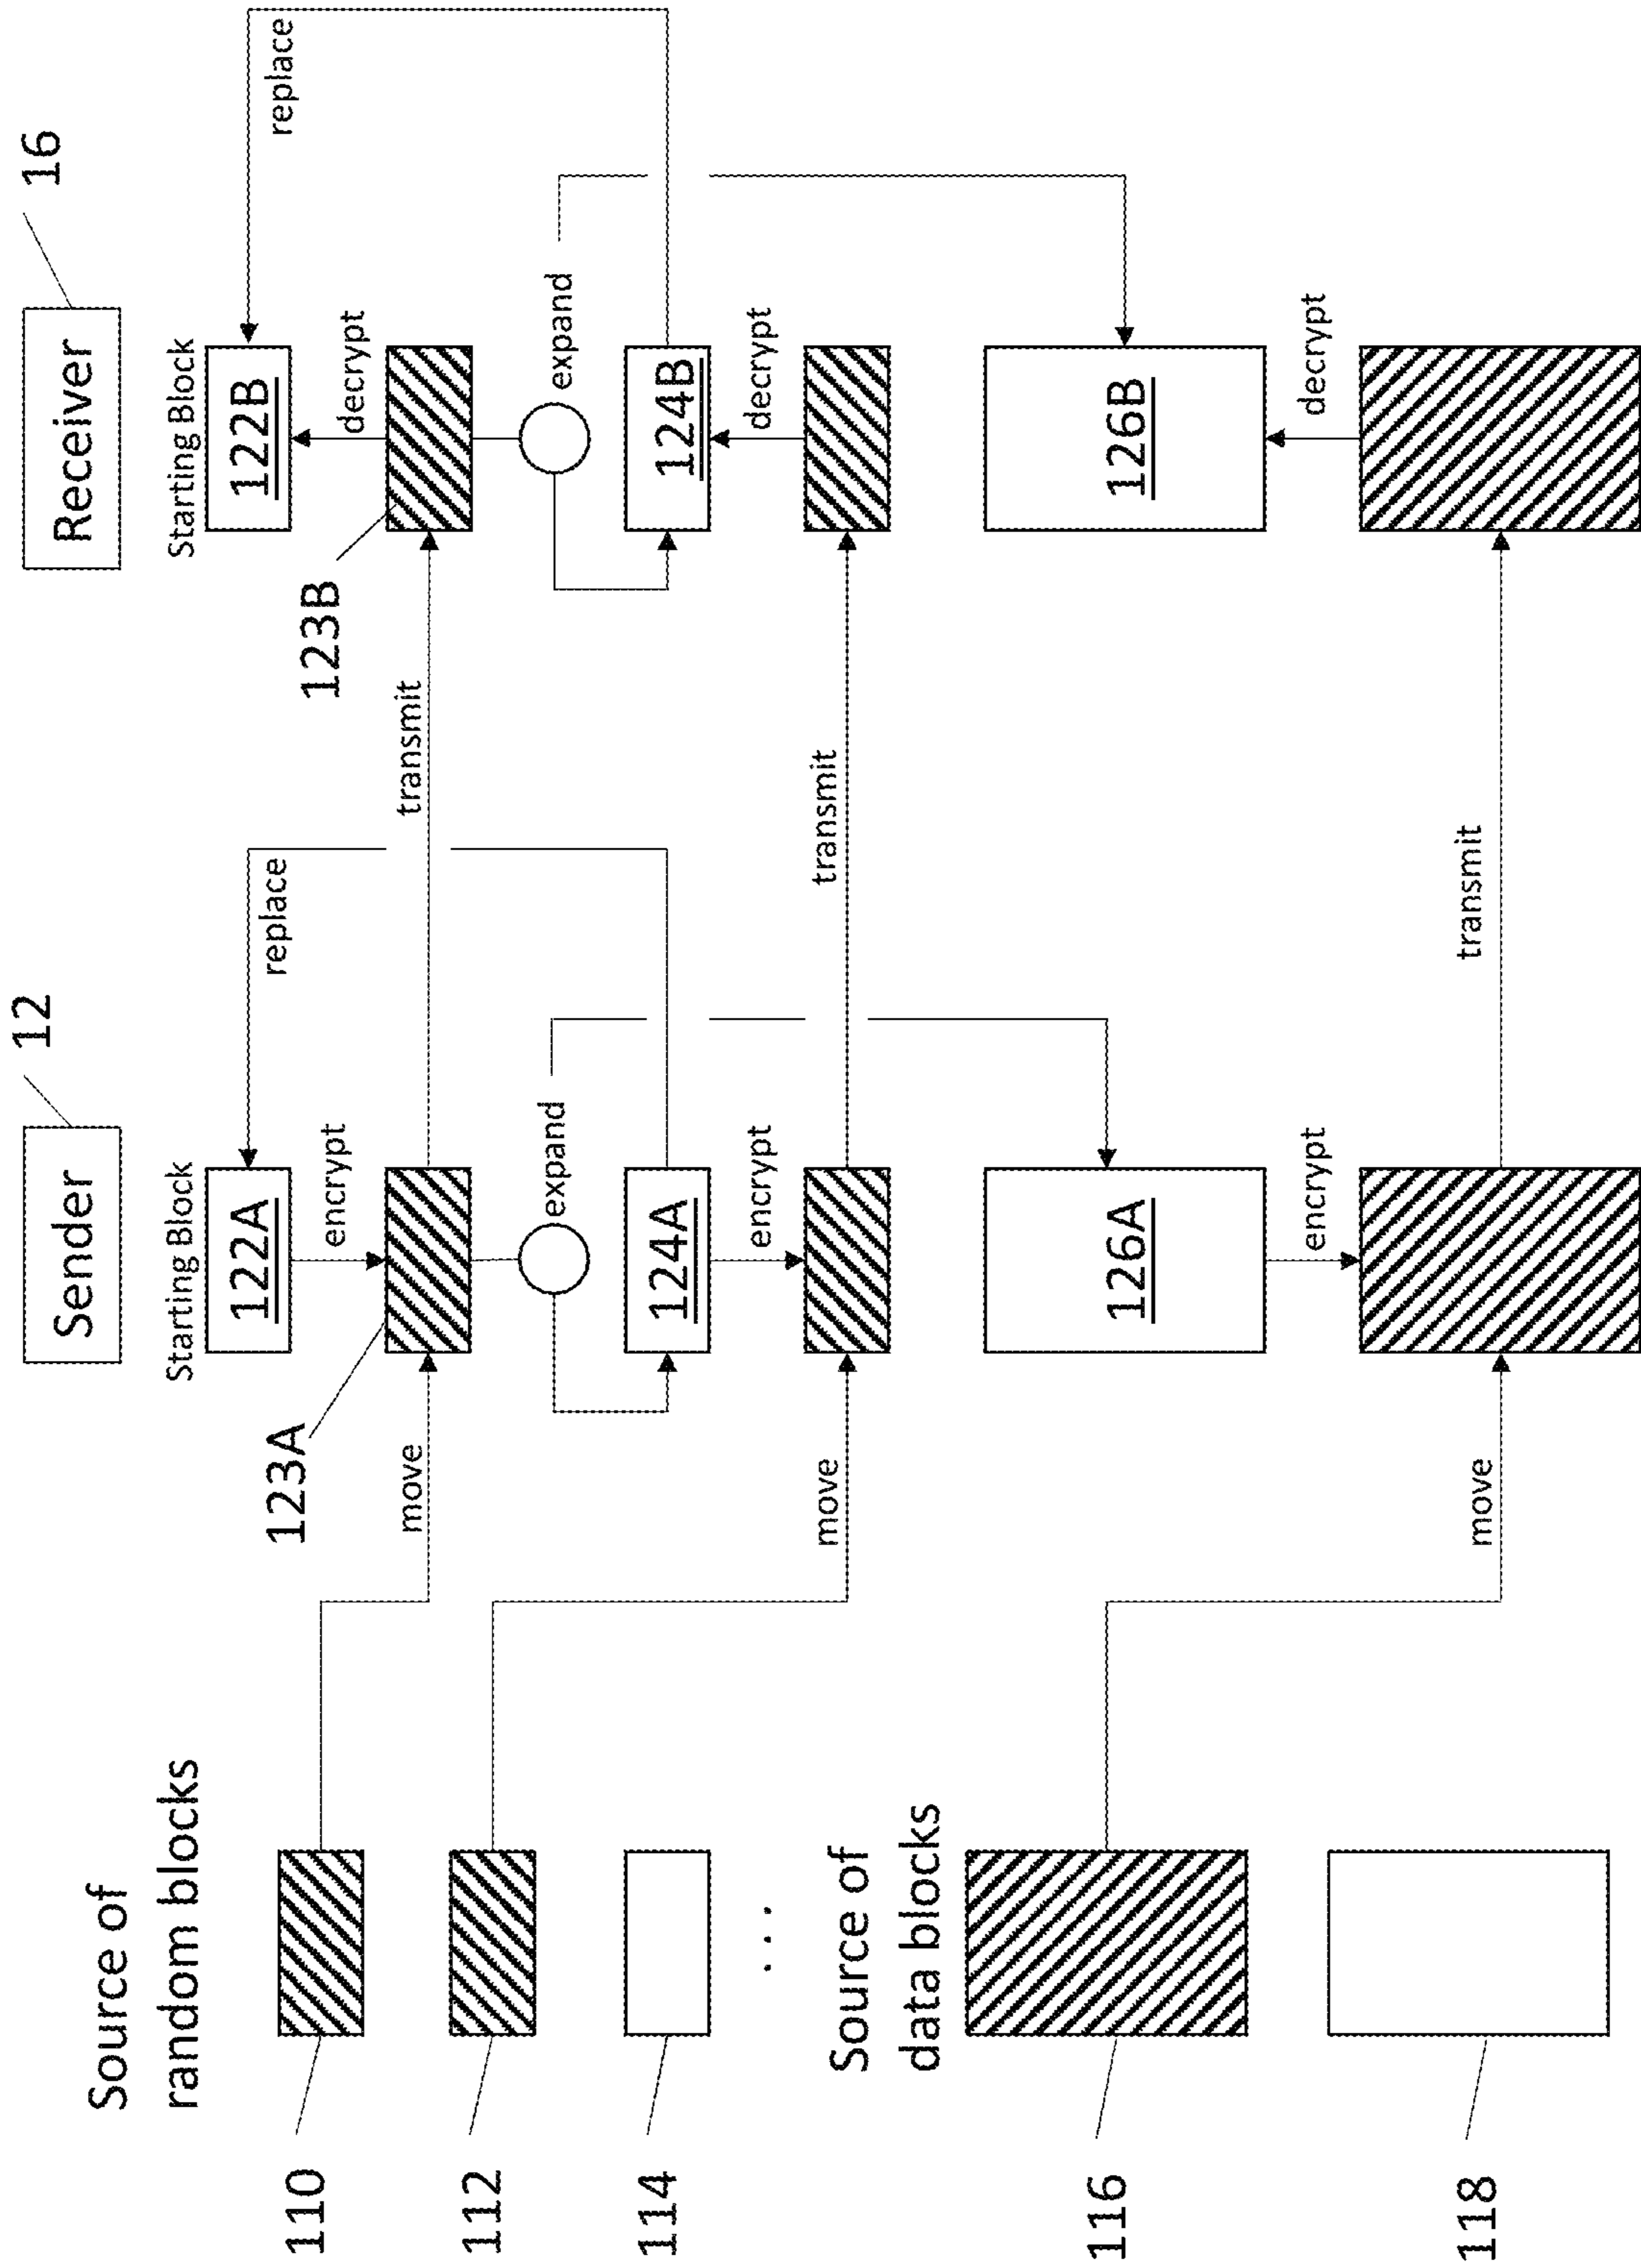 Sender
12
Receiver
16
Source of
random blocks
110
112
114
...
Source of
data blocks
116
118
Starting Block
122A
encrypt
replace
123A
move
transmit
expand
124A
encrypt
move
transmit
126A
encrypt
move
transmit
Starting Block
122B
decrypt
replace
123B
expand
124B
decrypt
126B
decrypt